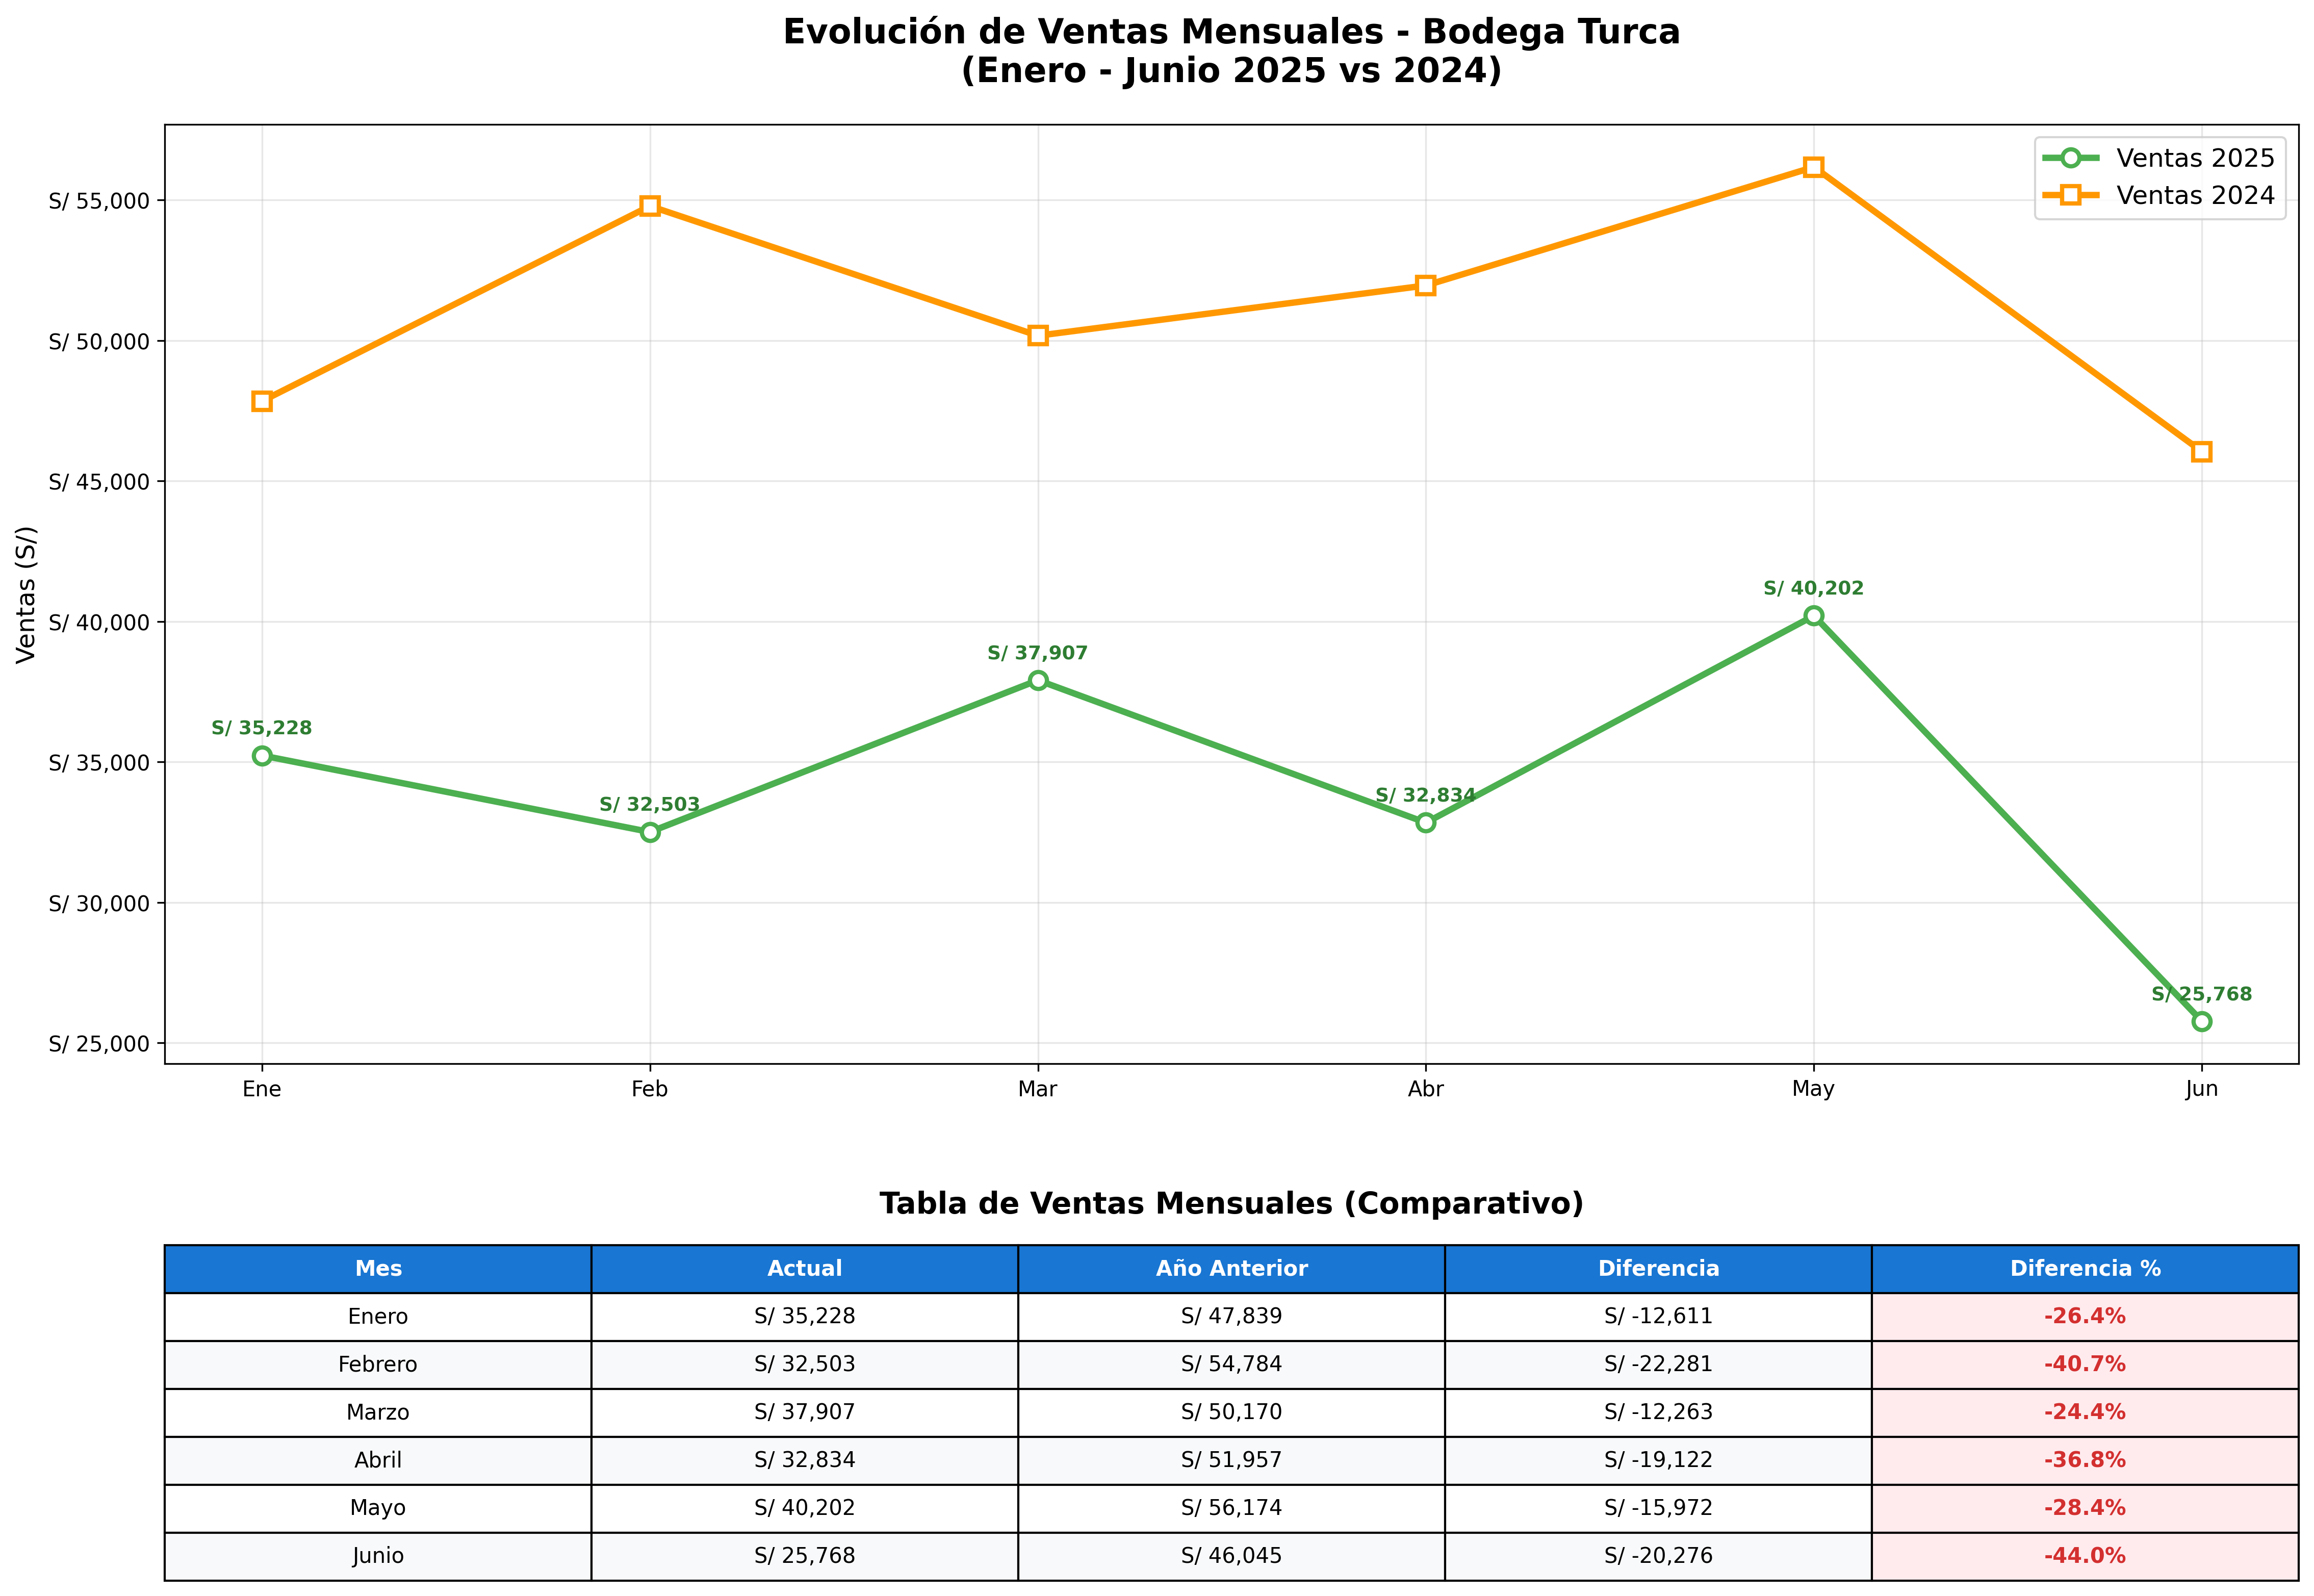 Evolución de Ventas Mensuales - Bodega Turca
(Enero - Junio 2025 vs 2024)
Ventas 2025
Ventas 2024
Ventas (S/)
S/ 55,000
S/ 50,000
S/ 45,000
S/ 40,000
S/ 35,000
S/ 30,000
S/ 25,000
S/ 35,228
S/ 32,503
S/ 37,907
S/ 32,834
S/ 40,202
S/ 25,768
Ene Feb Mar Abr May Jun
Tabla de Ventas Mensuales (Comparativo)
Mes Actual Año Anterior Diferencia Diferencia %
Enero S/ 35,228 S/ 47,839 S/ -12,611 -26.4%
Febrero S/ 32,503 S/ 54,784 S/ -22,281 -40.7%
Marzo S/ 37,907 S/ 50,170 S/ -12,263 -24.4%
Abril S/ 32,834 S/ 51,957 S/ -19,122 -36.8%
Mayo S/ 40,202 S/ 56,174 S/ -15,972 -28.4%
Junio S/ 25,768 S/ 46,045 S/ -20,276 -44.0%